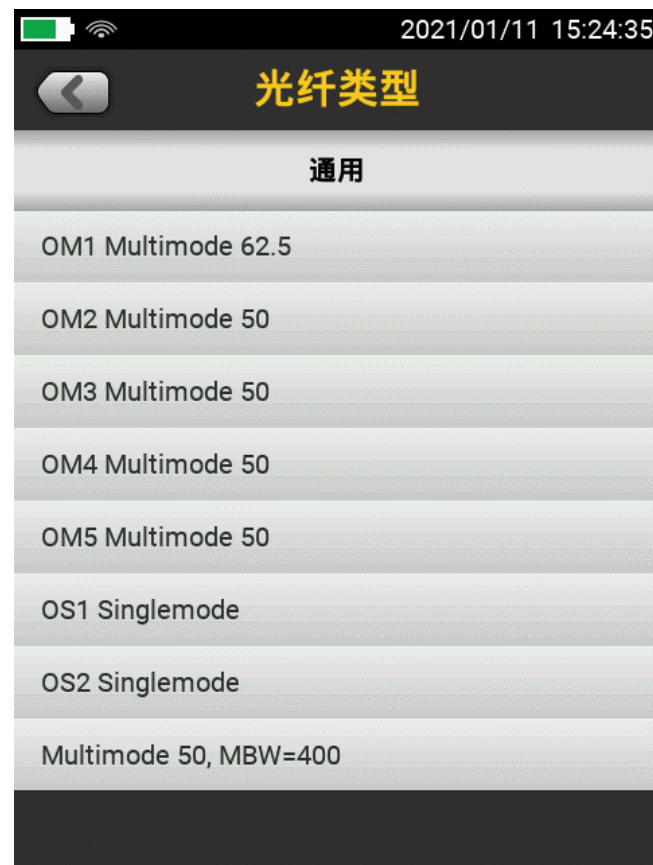 2021/01/11 15:24:35
光纤类型
通用
OM1 Multimode 62.5
OM2 Multimode 50
OM3 Multimode 50
OM4 Multimode 50
OM5 Multimode 50
OS1 Singlemode
OS2 Singlemode
Multimode 50, MBW=400